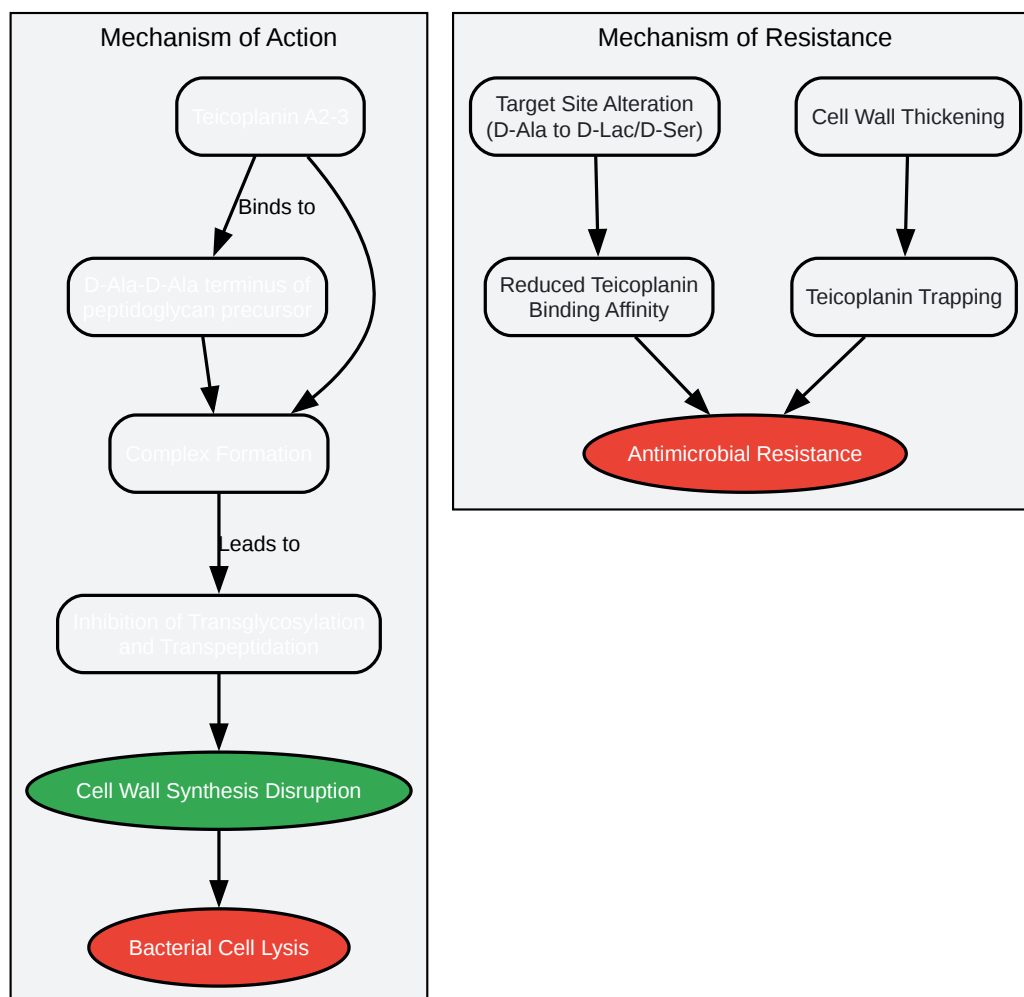 Mechanism of Action
Teicoplanin A2-3
Binds to
D-Ala-D-Ala terminus of
peptidoglycan precursor
Complex Formation
Leads to
Inhibition of Transglycosylation
and Transpeptidation
Cell Wall Synthesis Disruption
Bacterial Cell Lysis
Mechanism of Resistance
Target Site Alteration
(D-Ala to D-Lac/D-Ser)
Cell Wall Thickening
Reduced Teicoplanin
Binding Affinity
Teicoplanin Trapping
Antimicrobial Resistance